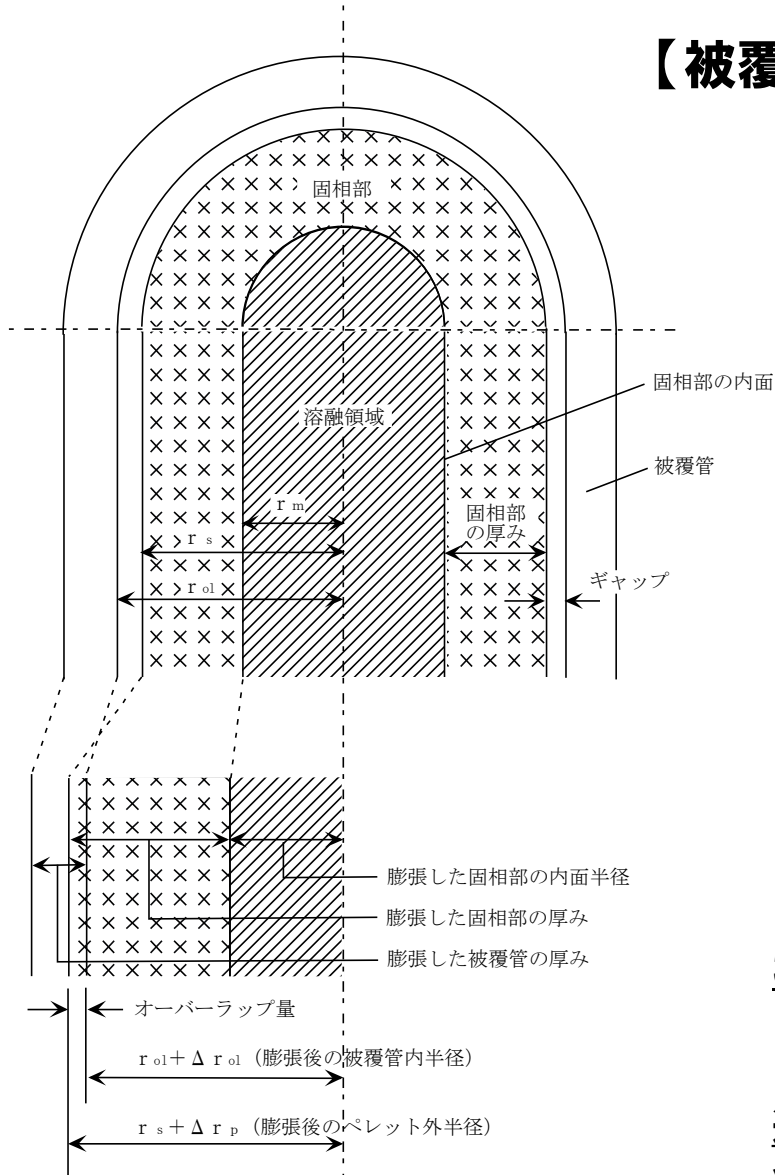 【被覆
固相部
固相部の内面
溶融領域
被覆管
r m
固相部
の厚み
r s
ギャップ
r ol
膨張した固相部の内面半径
膨張した固相部の厚み
膨張した被覆管の厚み
オーバーラップ量
r ol + Δ r ol (膨張後の被覆管内半径)
r s + Δ r p (膨張後のペレット外半径)